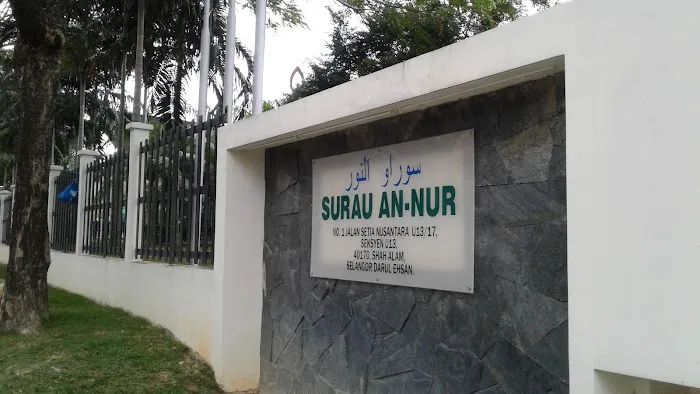 سوراو النور
SURAU AN-NUR
NO. 1 JALAN SETIA NUSANTARA U13/17,
SEKSYEN U13,
40170, SHAH ALAM,
SELANGOR DARUL EHSAN.